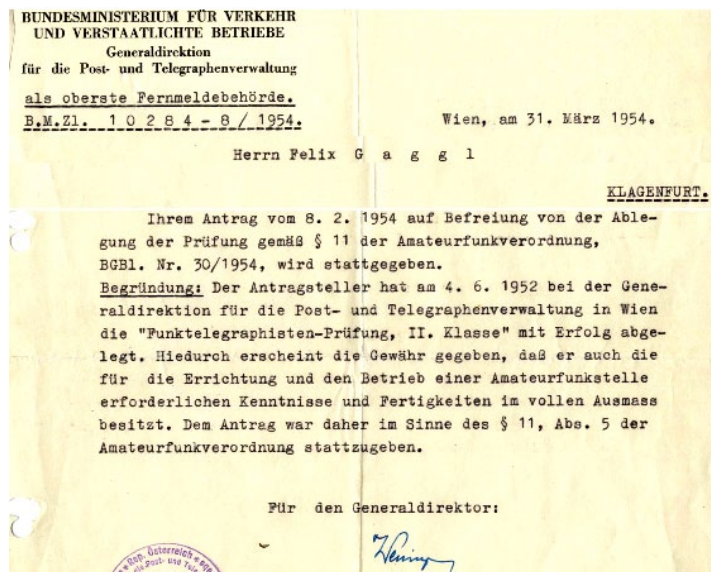 BUNDESMINISTERIUM FÜR VERKEHR
UND VERSTAATLICHTE BETRIEBE
Generaldirektion
für die Post- und Telegraphenverwaltung
als oberste Fernmeldebehörde.
B.M.Zl. 10284-8/1954.
Wien, am 31. März 1954.
Herrn Felix G a g g l
KLAGENFURT.
Ihrem Antrag vom 8. 2. 1954 auf Befreiung von der Able-
gung der Prüfung gemäß § 11 der Amateurfunkverordnung,
BGBl. Nr. 30/1954, wird stattgegeben.
Begründung: Der Antragsteller hat am 4. 6. 1952 bei der Gene-
raldirektion für die Post- und Telegraphenverwaltung in Wien
die "Funktelegraphisten-Prüfung, II. Klasse" mit Erfolg abge-
legt. Hiedurch erscheint die Gewähr gegeben, daß er auch die
für die Errichtung und den Betrieb einer Amateurfunkstelle
erforderlichen Kenntnisse und Fertigkeiten im vollen Ausmass
besitzt. Dem Antrag war daher im Sinne des § 11, Abs. 5 der
Amateurfunkverordnung stattzugeben.
Für den Generaldirektor:
Rep. Österreich
Post- und